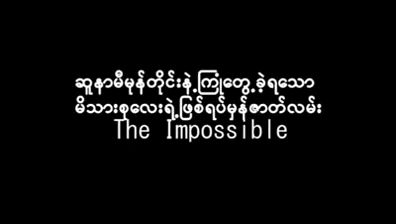 ဆူနာမီမုန်တိုင်းနဲ့ကြုံတွေ့ခဲ့ရသော
မိသားစုလေးရဲ့ဖြစ်ရပ်မှန်ဇာတ်လမ်း
The Impossible